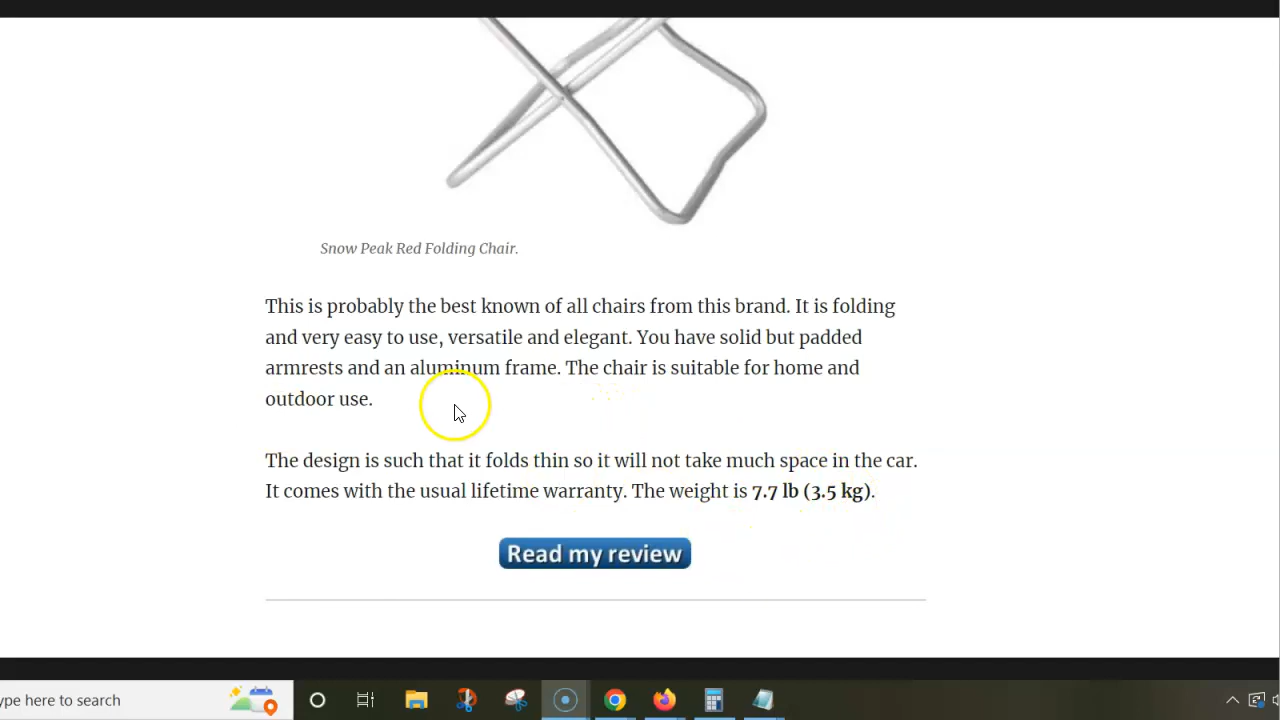 Snow Peak Red Folding Chair.
This is probably the best known of all chairs from this brand. It is folding
and very easy to use, versatile and elegant. You have solid but padded
armrests and an aluminum frame. The chair is suitable for home and
outdoor use.
The design is such that it folds thin so it will not take much space in the car.
It comes with the usual lifetime warranty. The weight is 7.7 lb (3.5 kg).
Read my review
ype here to search